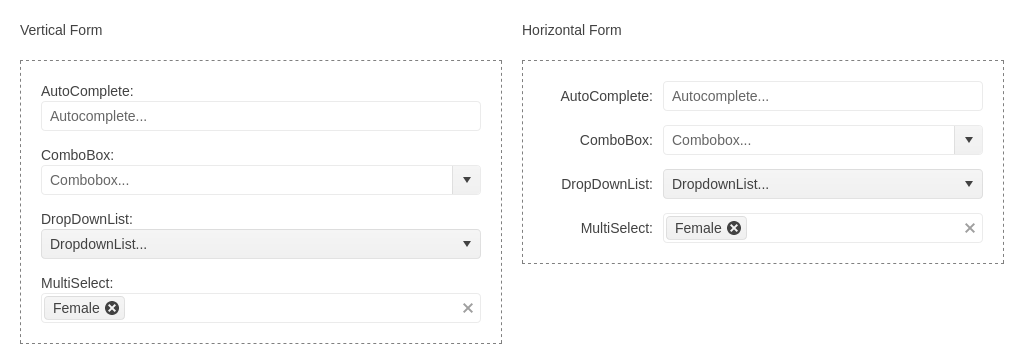 Vertical Form
AutoComplete:
Autocomplete...
ComboBox:
Combobox...
DropDownList:
DropdownList...
MultiSelect:
Female
Horizontal Form
AutoComplete: Autocomplete...
ComboBox: Combobox...
DropDownList: DropdownList...
MultiSelect: Female